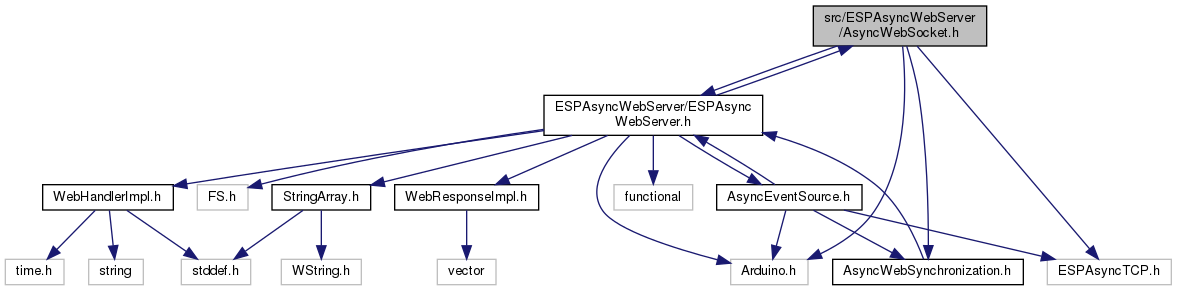 src/ESPAsyncWebServer
/AsyncWebSocket.h
ESPAsyncWebServer/ESPAsync
WebServer.h
WebHandlerImpl.h
FS.h
StringArray.h
WebResponseImpl.h
functional
AsyncEventSource.h
time.h
string
stddef.h
WString.h
vector
Arduino.h
AsyncWebSynchronization.h
ESPAsyncTCP.h